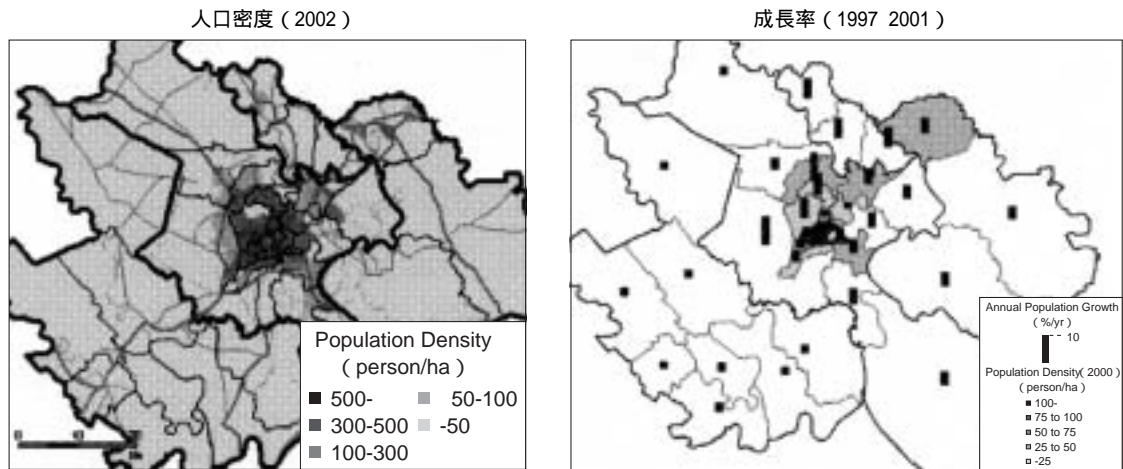 人口密度(2002)
成長率(1997 2001)
Population Density
(person/ha)
500-
50-100
300-500
-50
100-300
Annual Population Growth
(%/yr)
10
Population Density(2000)
(person/ha)
100-
75 to 100
50 to 75
25 to 50
-25